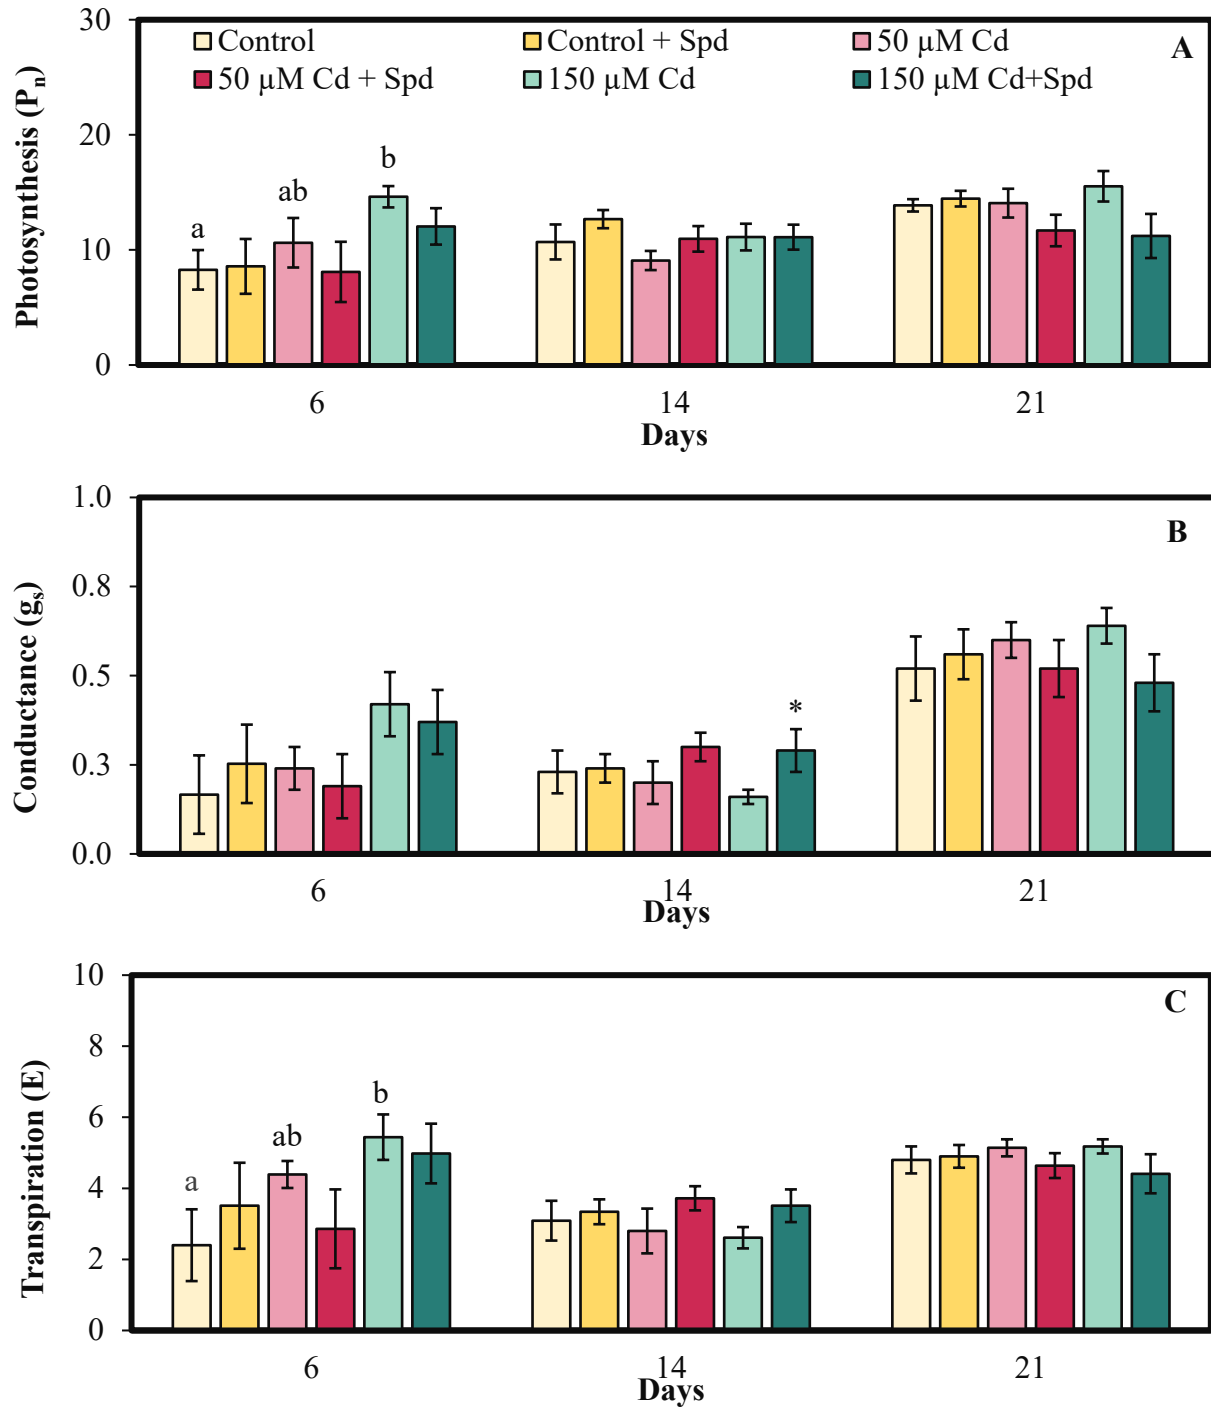 30
Control
Control + Spd
50 µM Cd
A
50 µM Cd + Spd
150 µM Cd
150 µM Cd+Spd
Photosynthesis (Pn)
20
b
ab
a
10
0
6
14
21
Days
1.0
B
0.8
Conductance (gs)
0.5
*
0.3
0.0
6
14
21
Days
10
C
8
Transpiration (E)
6
b
ab
4
a
2
0
6
14
21
Days